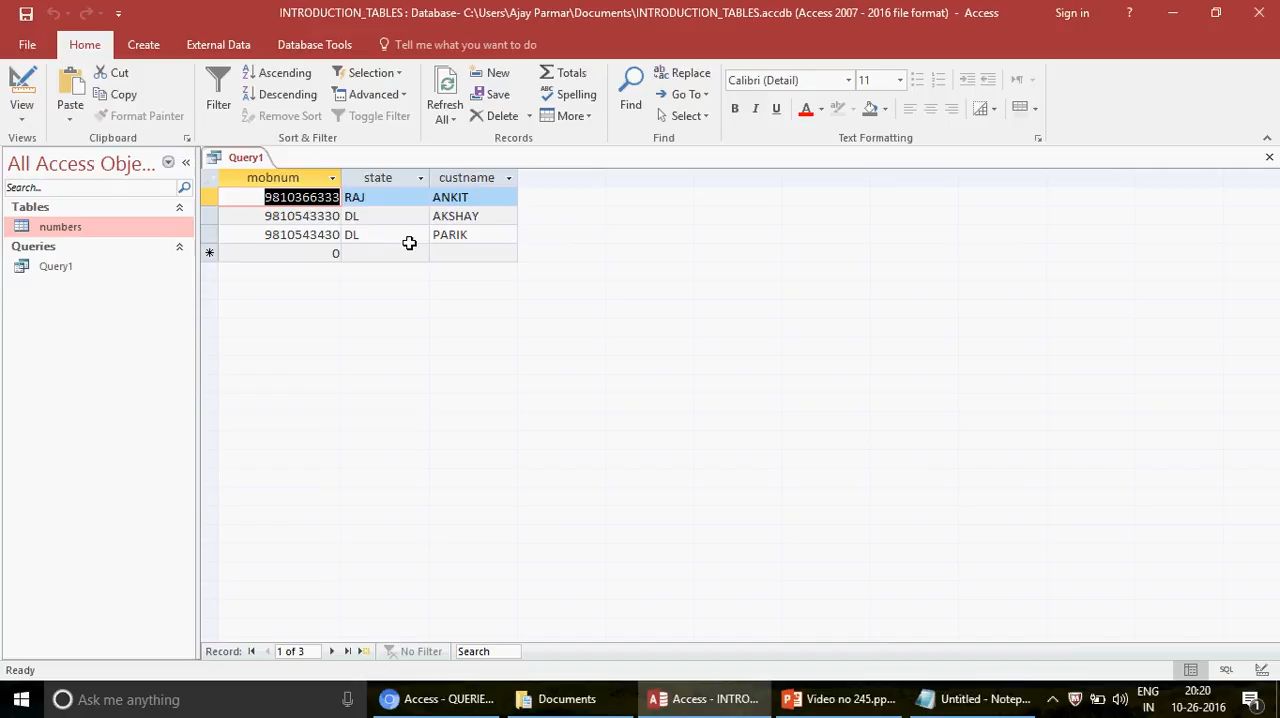 INTRODUCTION_TABLES : Database- C:\Users\Ajay Parmar\Documents\INTRODUCTION_TABLES.accdb (Access 2007 - 2016 file format) - Access
Sign in
?
File Home Create External Data Database Tools Tell me what you want to do
View
Views
Paste
Cut
Copy
Format Painter
Clipboard
Filter
Ascending
Descending
Remove Sort
Selection
Advanced
Toggle Filter
Sort & Filter
Refresh
All
New
Save
Delete
Totals
Spelling
More
Records
Find
Replace
Go To
Select
Find
Calibri (Detail) 11
B I U A
Text Formatting
All Access Obje...
Search...
Tables
numbers
Queries
Query1
Query1
mobnum state custname
9810366333 RAJ ANKIT
9810543330 DL AKSHAY
9810543430 DL PARIK
0
Record: 1 of 3 No Filter Search
Ready
SQL
Ask me anything
Access - QUERIE...
Documents
Access - INTRO...
Video no 245.pp...
Untitled - Notep...
ENG
IN
20:20
10-26-2016
1